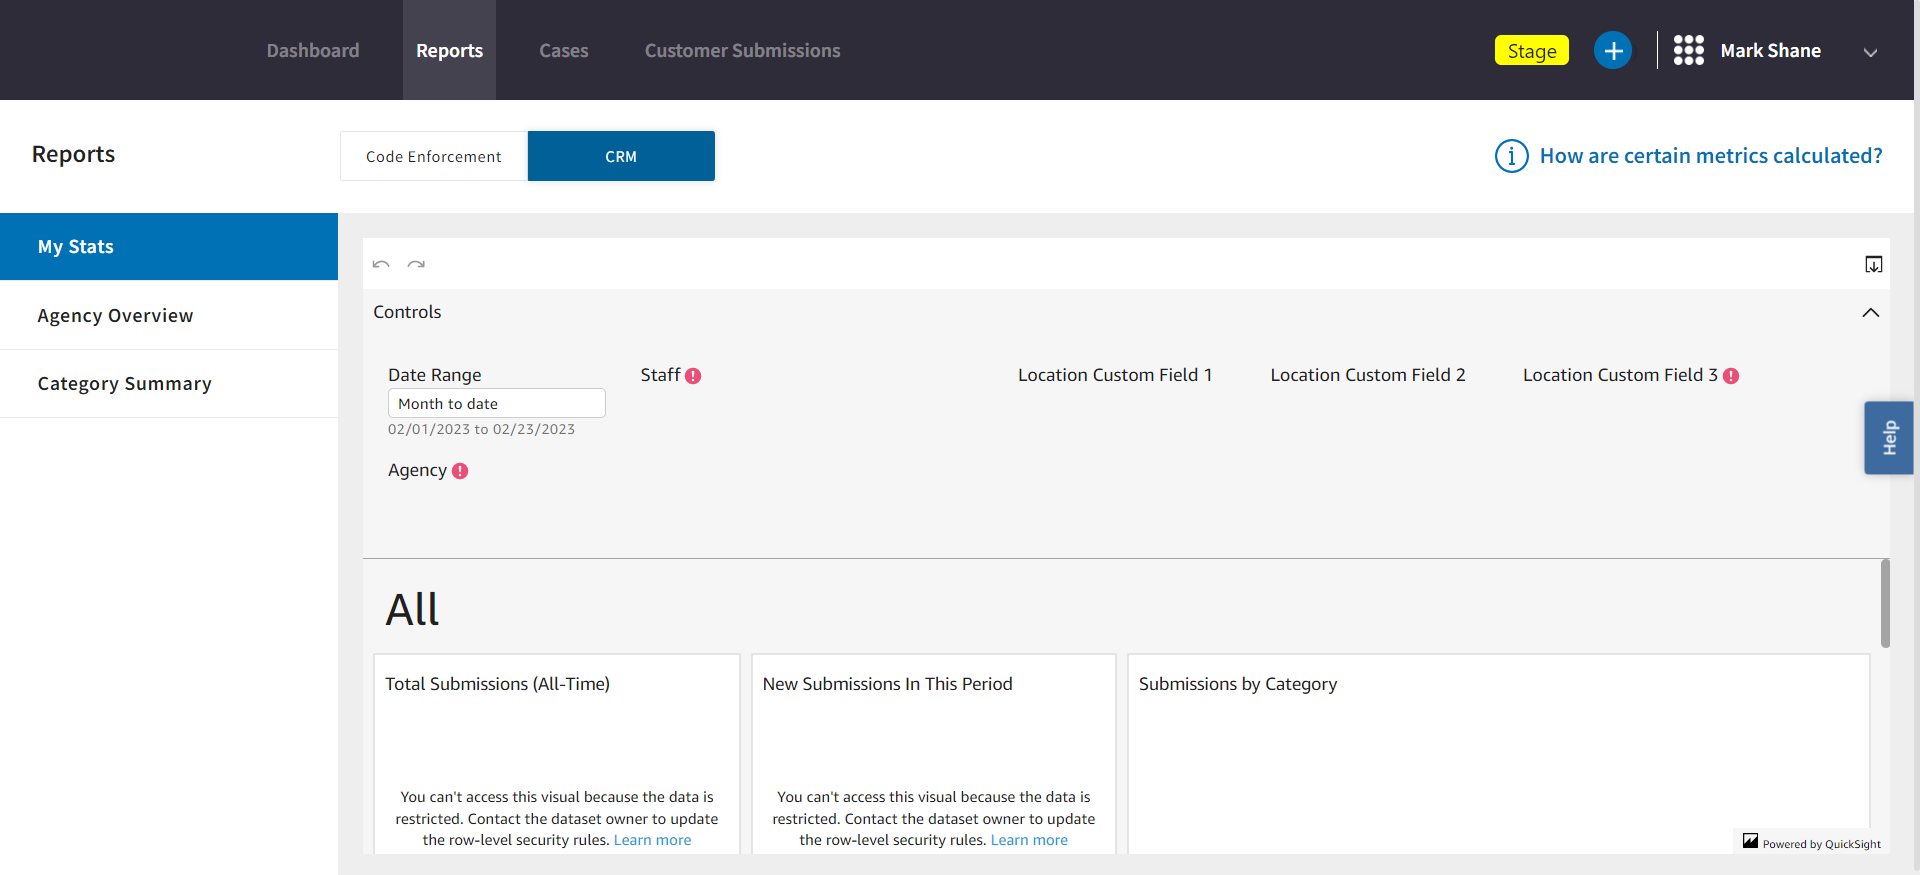 Dashboard
Reports
Cases
Customer Submissions
Stage
Mark Shane
Reports
Code Enforcement
CRM
How are certain metrics calculated?
My Stats
Agency Overview
Category Summary
Controls
Date Range
Staff
Location Custom Field 1
Location Custom Field 2
Location Custom Field 3
Month to date
02/01/2023 to 02/23/2023
Agency
Help
All
Total Submissions (All-Time)
You can't access this visual because the data is
restricted. Contact the dataset owner to update
the row-level security rules. Learn more
New Submissions In This Period
You can't access this visual because the data is
restricted. Contact the dataset owner to update
the row-level security rules. Learn more
Submissions by Category
Powered by QuickSight